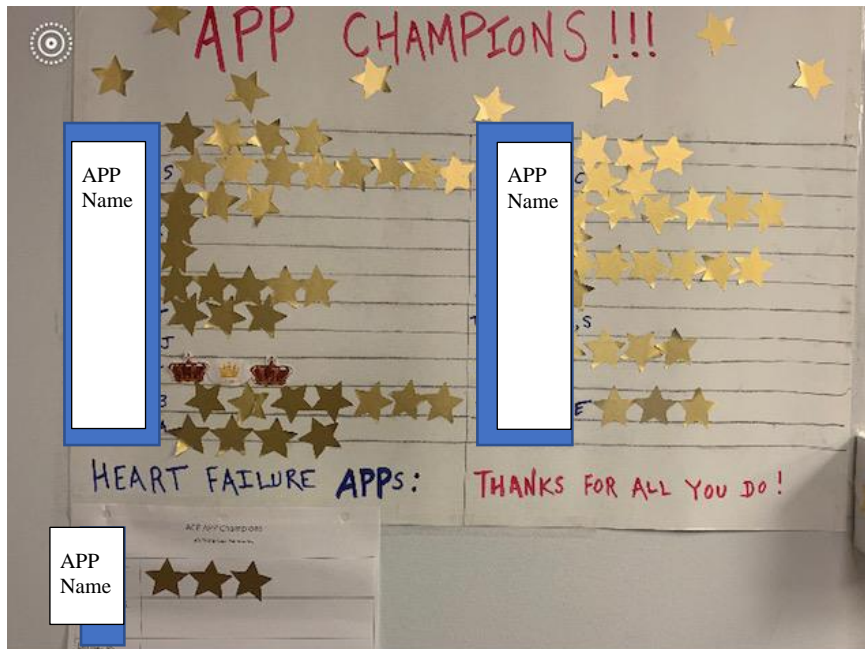 APP CHAMPIONS!!!
APP
Name
APP
Name
S
C
J
,S
B
E
A
HEART FAILURE APPs:
THANKS FOR ALL YOU DO!
APP
Name